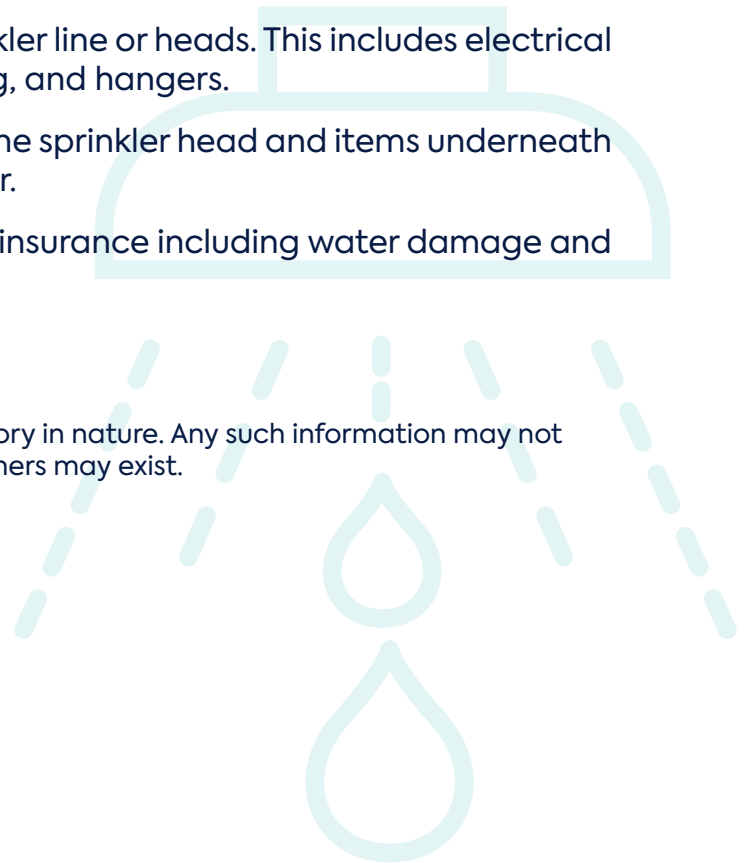 kler line or heads. This includes electrical
g, and hangers.
he sprinkler head and items underneath
r.
insurance including water damage and
ory in nature. Any such information may not
ners may exist.